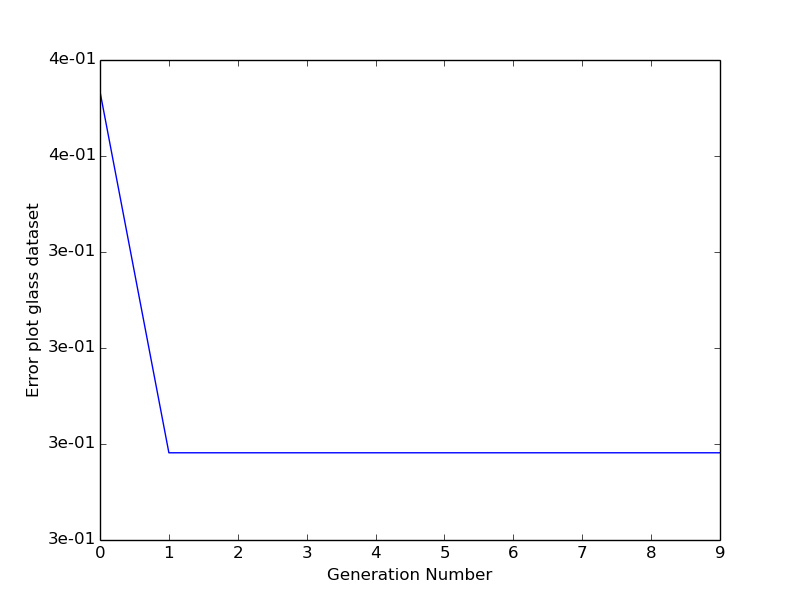 4e-01
4e-01
3e-01
3e-01
3e-01
3e-01
Error plot glass dataset
0 1 2 3 4 5 6 7 8 9
Generation Number